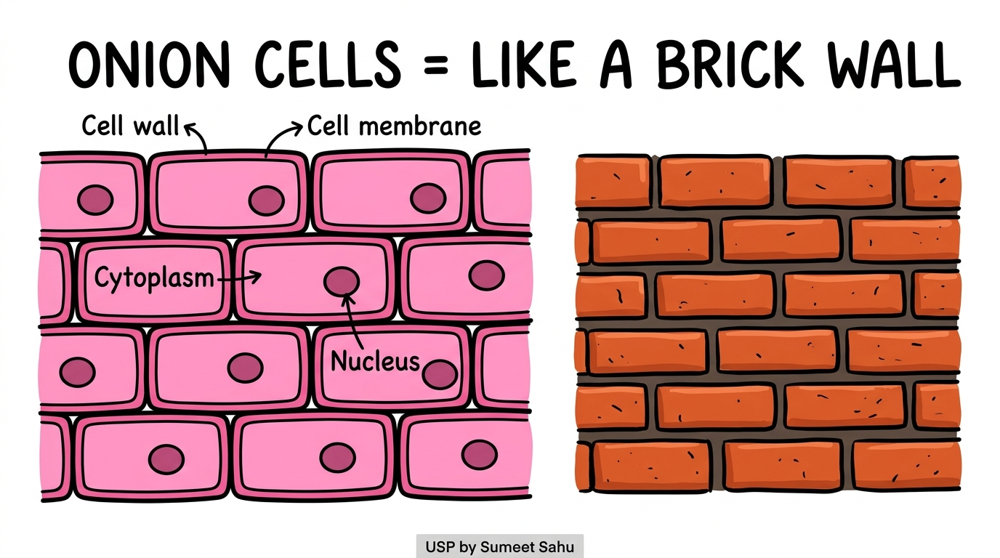 ONION CELLS = LIKE A BRICK WALL
Cell wall
Cell membrane
Cytoplasm
Nucleus
USP by Sumeet Sahu